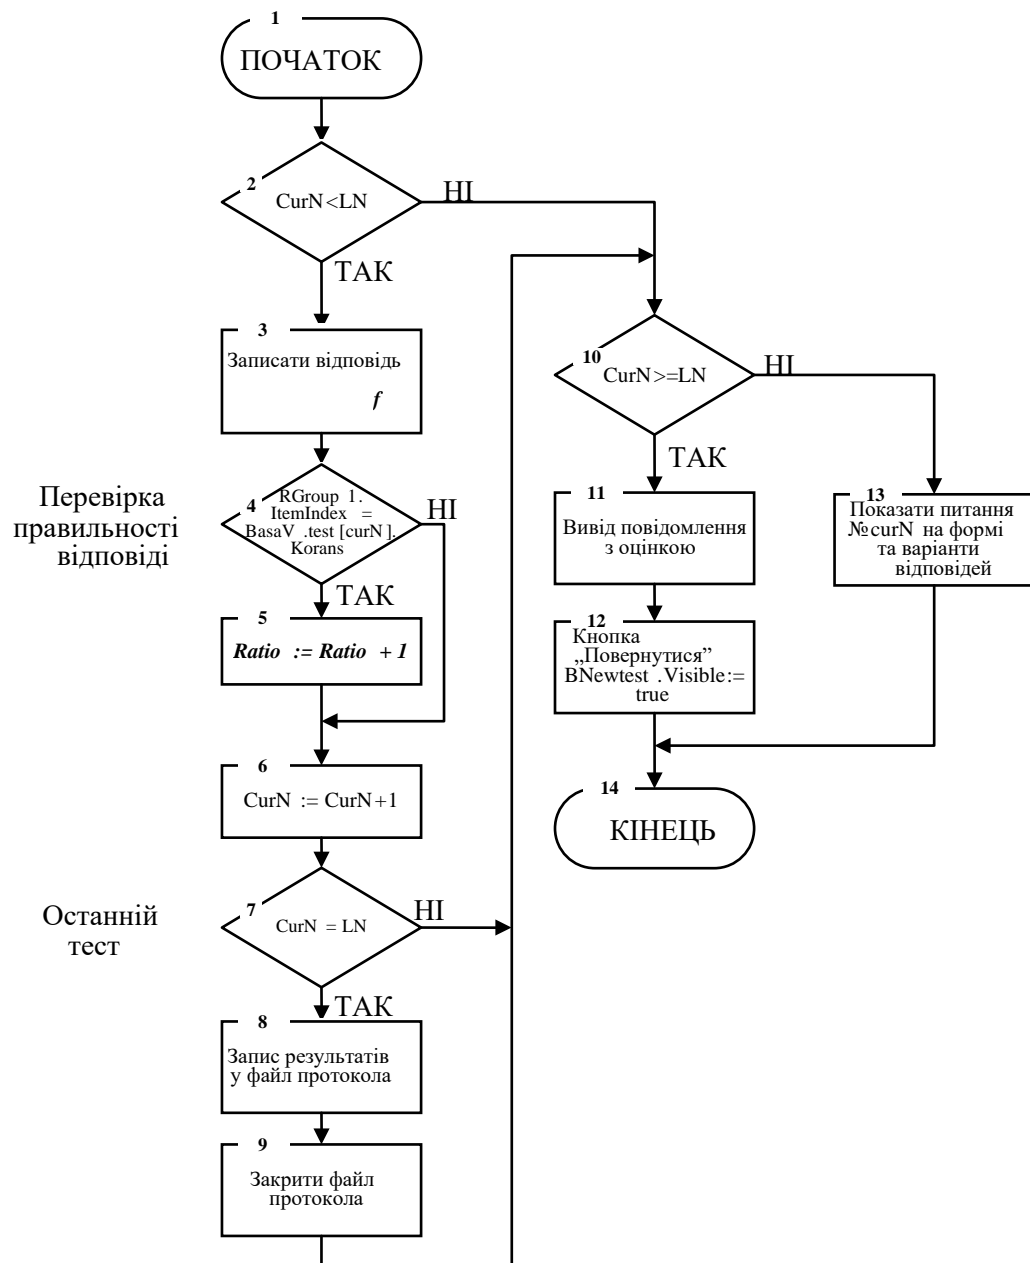 1
ПОЧАТОК
2
CurN<LN
НІ
ТАК
3
Записати відповідь
f
Перевірка
правильності
відповіді
4
RGroup 1.
ItemIndex =
BasaV .test [curN].
Korans
НІ
ТАК
5
Ratio := Ratio + 1
6
CurN := CurN+1
Останній
тест
7
CurN = LN
НІ
ТАК
8
Запис результатів
у файл протокола
9
Закрити файл
протокола
10
CurN>=LN
НІ
ТАК
11
Вивід повідомлення
з оцінкою
12
Кнопка
„Повернутися”
BNewtest .Visible:=
true
13
Показати питання
№curN на формі
та варіанти
відповідей
14
КІНЕЦЬ